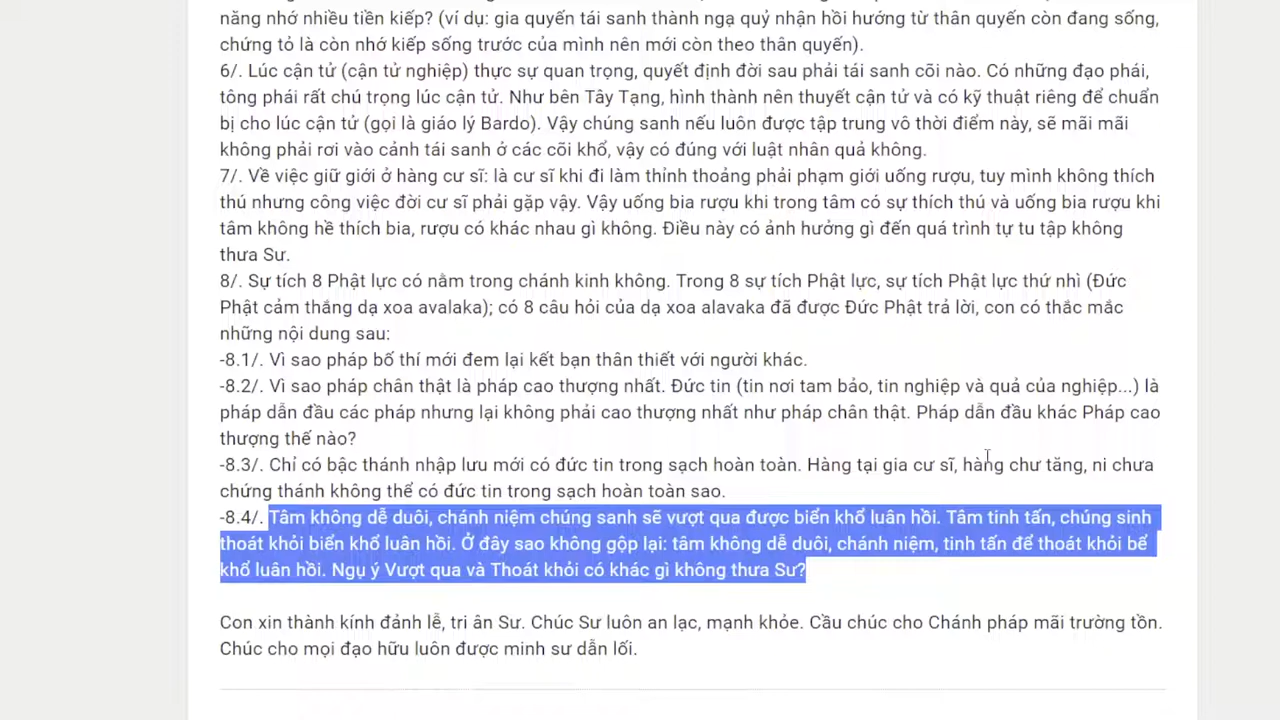 năng nhớ nhiều tiền kiếp? (ví dụ: gia quyến tái sanh thành ngạ quỷ nhận hồi hướng từ thân quyến còn đang sống,
chứng tỏ là còn nhớ kiếp sống trước của mình nên mới còn theo thân quyến).
6/. Lúc cận tử (cận tử nghiệp) thực sự quan trọng, quyết định đời sau phải tái sanh cõi nào. Có những đạo phái,
tông phái rất chú trọng lúc cận tử. Như bên Tây Tạng, hình thành nên thuyết cận tử và có kỹ thuật riêng để chuẩn
bị cho lúc cận tử (gọi là giáo lý Bardo). Vậy chúng sanh nếu luôn được tập trung vô thời điểm này, sẽ mãi mãi
không phải rơi vào cảnh tái sanh ở các cõi khổ, vậy có đúng với luật nhân quả không.
7/. Về việc giữ giới ở hàng cư sĩ: là cư sĩ khi đi làm thỉnh thoảng phải phạm giới uống rượu, tuy mình không thích
thú nhưng công việc đời cư sĩ phải gặp vậy. Vậy uống bia rượu khi trong tâm có sự thích thú và uống bia rượu khi
tâm không hề thích bia, rượu có khác nhau gì không. Điều này có ảnh hưởng gì đến quá trình tự tu tập không
thưa Sư.
8/. Sự tích 8 Phật lực có nằm trong chánh kinh không. Trong 8 sự tích Phật lực, sự tích Phật lực thứ nhì (Đức
Phật cảm thắng dạ xoa avalaka); có 8 câu hỏi của dạ xoa alavaka đã được Đức Phật trả lời, con có thắc mắc
những nội dung sau:
-8.1/. Vì sao pháp bố thí mới đem lại kết bạn thân thiết với người khác.
-8.2/. Vì sao pháp chân thật là pháp cao thượng nhất. Đức tin (tin nơi tam bảo, tin nghiệp và quả của nghiệp...) là
pháp dẫn đầu các pháp nhưng lại không phải cao thượng nhất như pháp chân thật. Pháp dẫn đầu khác Pháp cao
thượng thế nào?
-8.3/. Chỉ có bậc thánh nhập lưu mới có đức tin trong sạch hoàn toàn. Hàng tại gia cư sĩ, hàng chư tăng, ni chưa
chứng thánh không thể có đức tin trong sạch hoàn toàn sao.
-8.4/. Tâm không dễ duôi, chánh niệm chúng sanh sẽ vượt qua được biển khổ luân hồi. Tâm tinh tấn, chúng sinh
thoát khỏi biển khổ luân hồi. Ở đây sao không gộp lại: tâm không dễ duôi, chánh niệm, tinh tấn để thoát khỏi bể
khổ luân hồi. Ngụ ý Vượt qua và Thoát khỏi có khác gì không thưa Sư?
Con xin thành kính đảnh lễ, tri ân Sư. Chúc Sư luôn an lạc, mạnh khỏe. Cầu chúc cho Chánh pháp mãi trường tồn.
Chúc cho mọi đạo hữu luôn được minh sư dẫn lối.